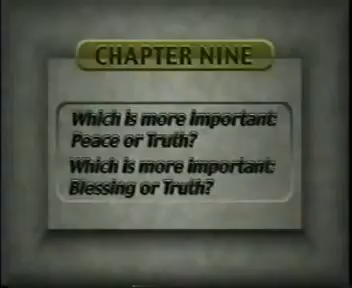 CHAPTER NINE
Which is more important:
Peace or Truth?
Which is more important:
Blessing or Truth?